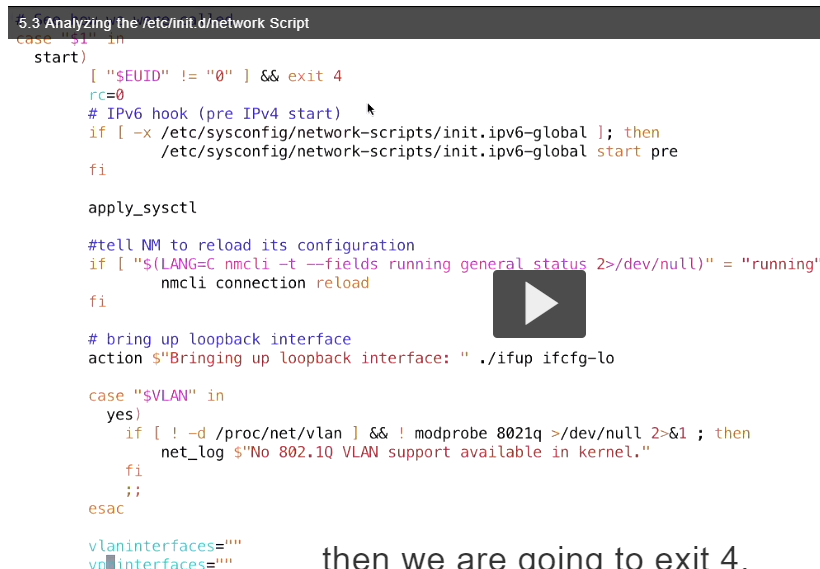 5.3 Analyzing the /etc/init.d/network Script
case "$1" in
start)
[ "$EUID" != "0" ] && exit 4
rc=0
# IPv6 hook (pre IPv4 start)
if [ -x /etc/sysconfig/network-scripts/init.ipv6-global ]; then
/etc/sysconfig/network-scripts/init.ipv6-global start pre
fi
apply_sysctl
#tell NM to reload its configuration
if [ "$(LANG=C nmcli -t --fields running general status 2>/dev/null)" = "running"
nmcli connection reload
fi
# bring up loopback interface
action $"Bringing up loopback interface: " ./ifup ifcfg-lo
case "$VLAN" in
yes)
if [ ! -d /proc/net/vlan ] && ! modprobe 8021q >/dev/null 2>&1 ; then
net_log $"No 802.1Q VLAN support available in kernel."
fi
;;
esac
vlaninterfaces=""
vpninterfaces=""
then we are going to exit 4.